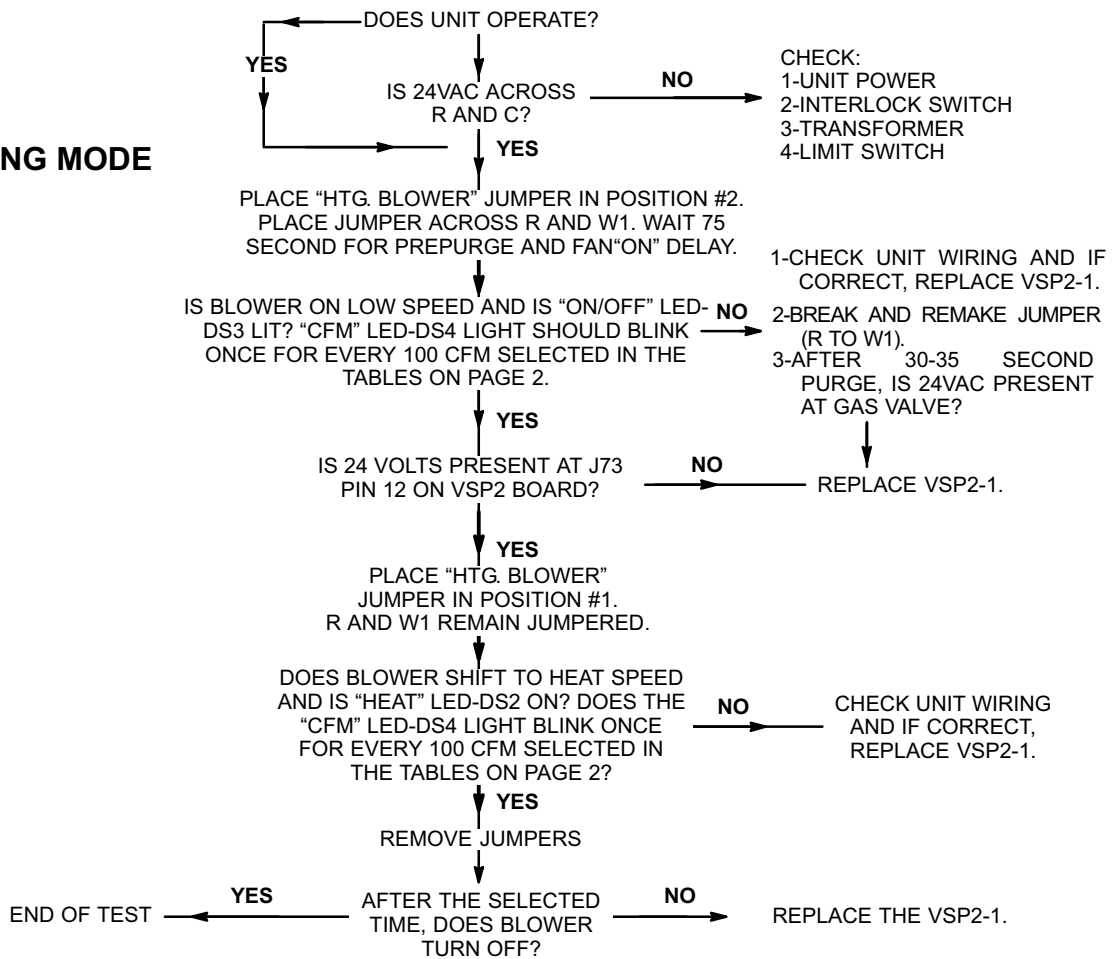 DOES UNIT OPERATE?
YES
IS 24VAC ACROSS
R AND C?
NO
CHECK:
1-UNIT POWER
2-INTERLOCK SWITCH
3-TRANSFORMER
4-LIMIT SWITCH
YES
NG MODE
PLACE “HTG. BLOWER” JUMPER IN POSITION #2.
PLACE JUMPER ACROSS R AND W1. WAIT 75
SECOND FOR PREPURGE AND FAN“ON” DELAY.
IS BLOWER ON LOW SPEED AND IS “ON/OFF” LED-
DS3 LIT? “CFM” LED-DS4 LIGHT SHOULD BLINK
ONCE FOR EVERY 100 CFM SELECTED IN THE
TABLES ON PAGE 2.
NO
1-CHECK UNIT WIRING AND IF
CORRECT, REPLACE VSP2-1.
2-BREAK AND REMAKE JUMPER
(R TO W1).
3-AFTER 30-35 SECOND
PURGE, IS 24VAC PRESENT
AT GAS VALVE?
YES
IS 24 VOLTS PRESENT AT J73
PIN 12 ON VSP2 BOARD?
NO
REPLACE VSP2-1.
YES
PLACE “HTG. BLOWER”
JUMPER IN POSITION #1.
R AND W1 REMAIN JUMPERED.
DOES BLOWER SHIFT TO HEAT SPEED
AND IS “HEAT” LED-DS2 ON? DOES THE
“CFM” LED-DS4 LIGHT BLINK ONCE
FOR EVERY 100 CFM SELECTED IN
THE TABLES ON PAGE 2?
NO
CHECK UNIT WIRING
AND IF CORRECT,
REPLACE VSP2-1.
YES
REMOVE JUMPERS
AFTER THE SELECTED
TIME, DOES BLOWER
TURN OFF?
YES
END OF TEST
NO
REPLACE THE VSP2-1.